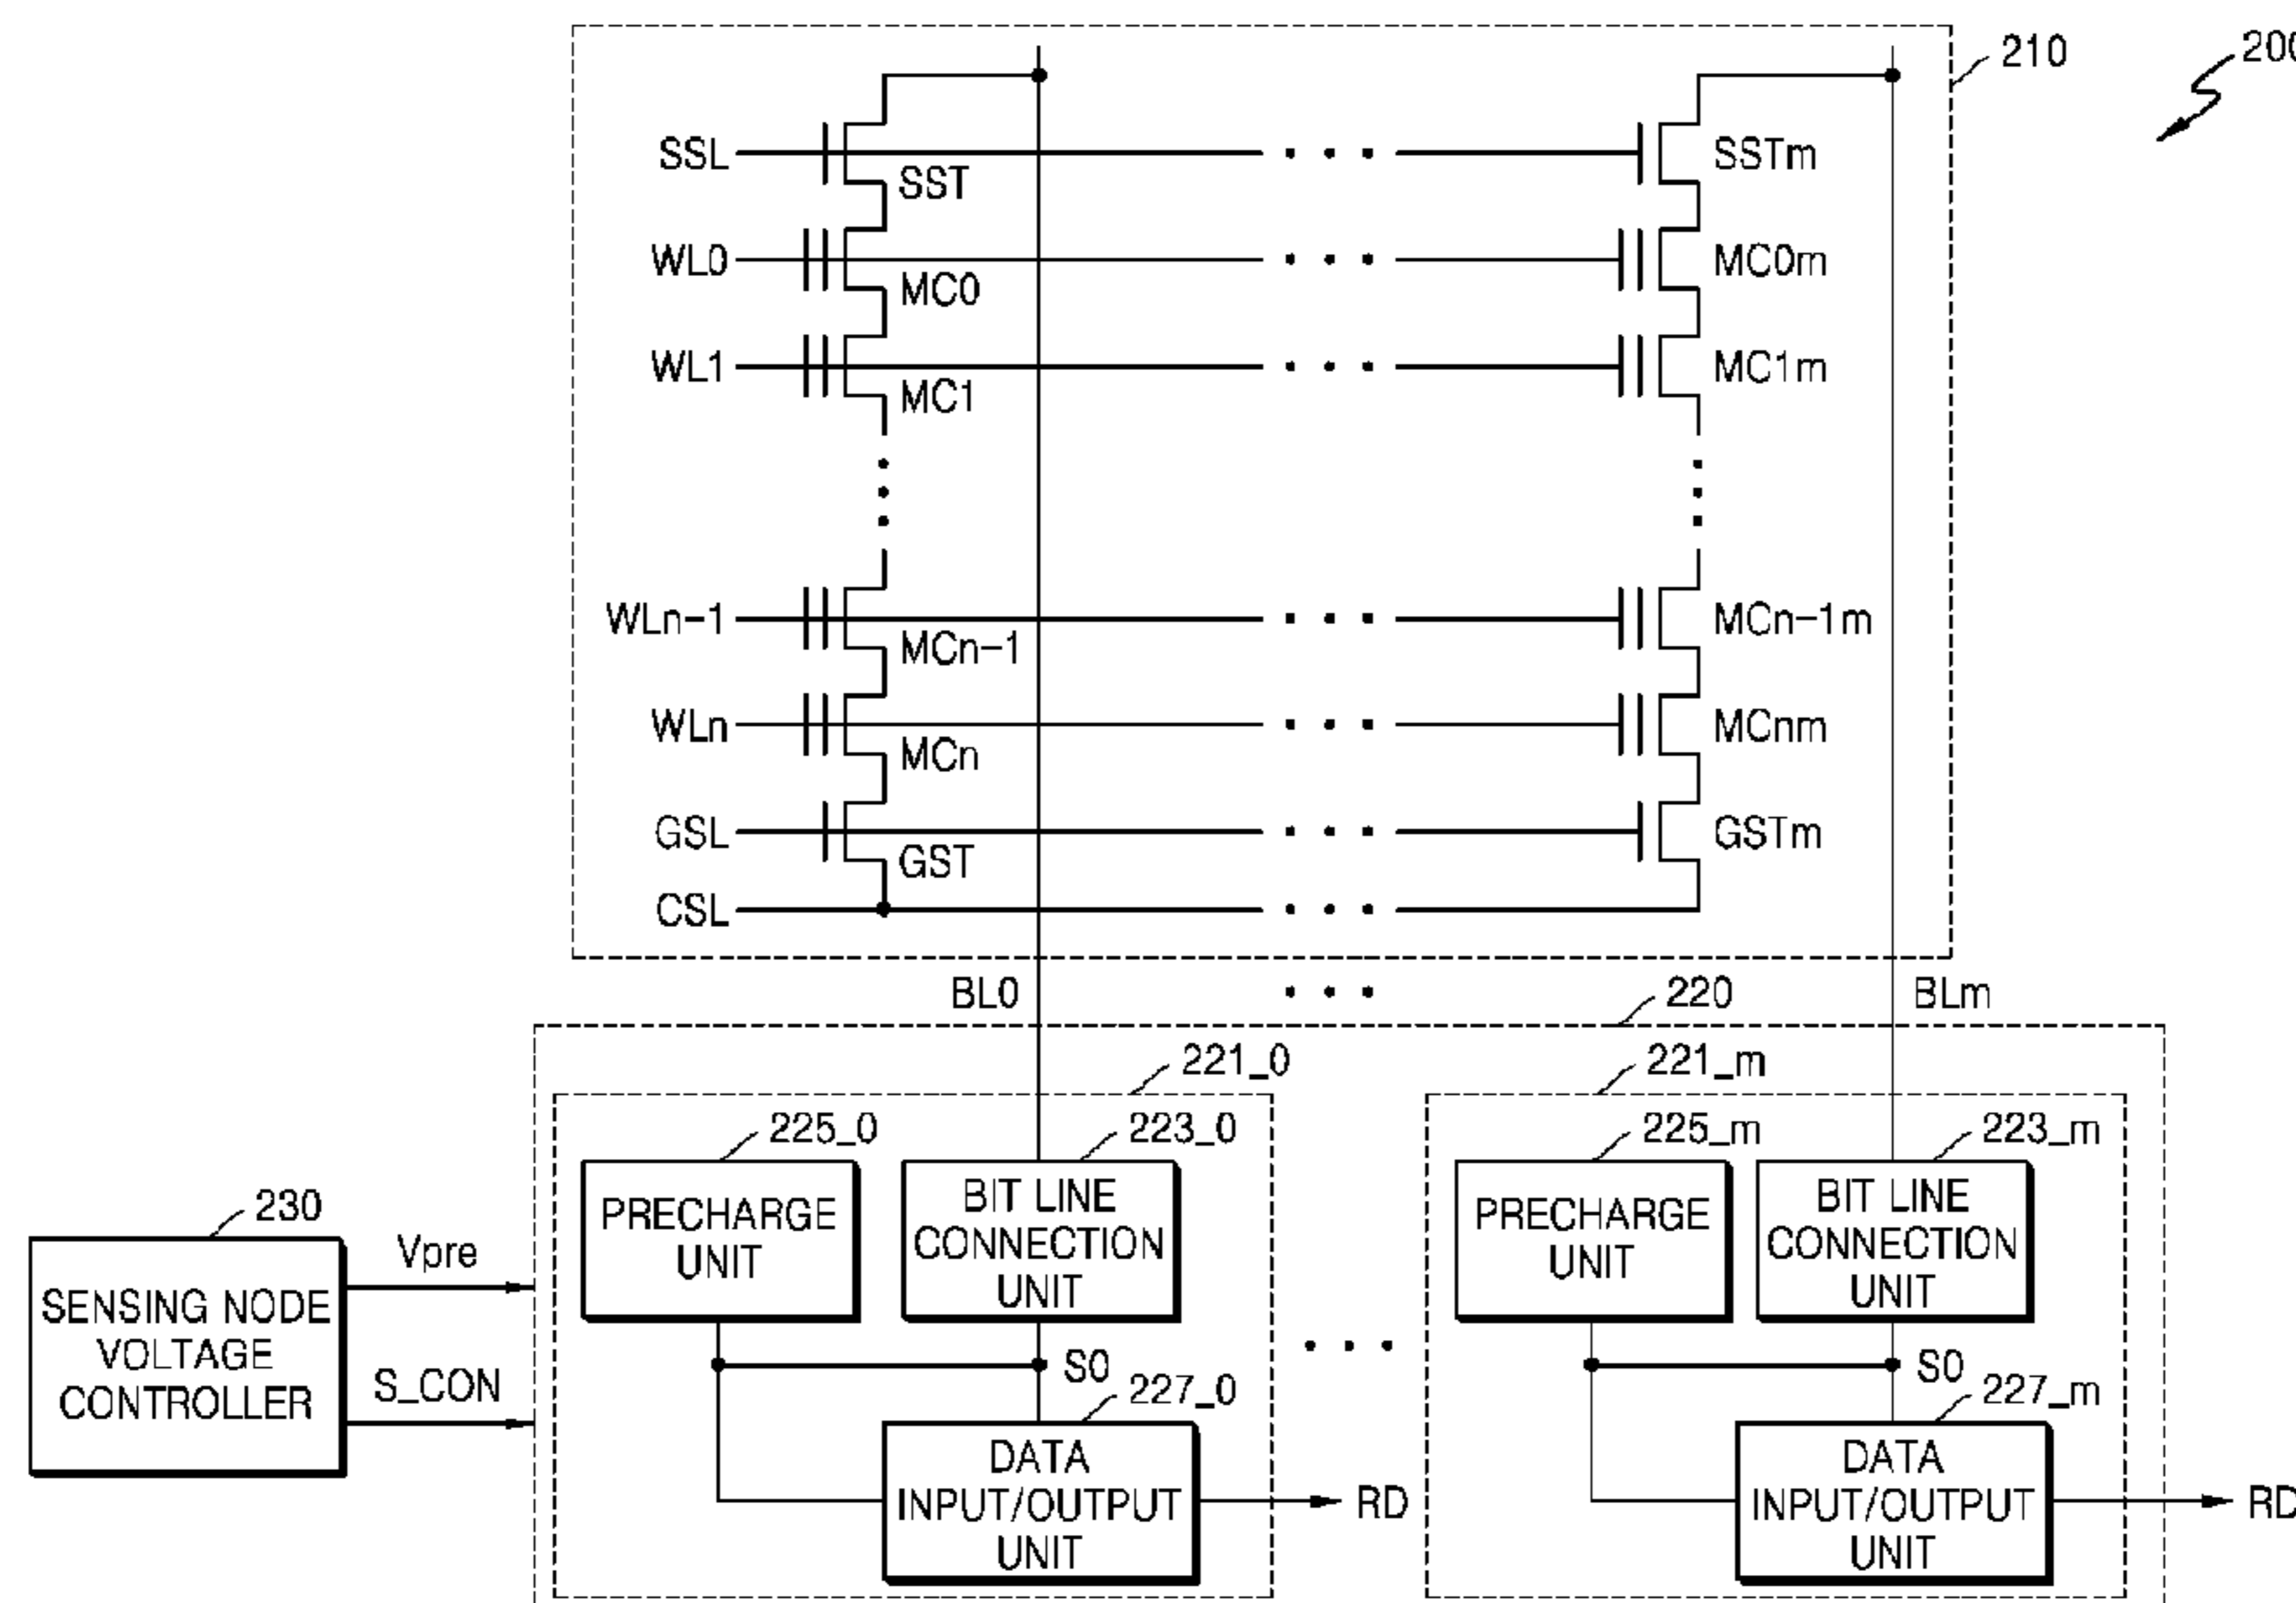 210
200
SSL
SST
SSTm
WL0
MC0
MC0m
WL1
MC1
MC1m
WLn-1
MCn-1
MCn-1m
WLn
MCn
MCnm
GSL
GST
GSTm
CSL
BL0
220
BLm
221_0
221_m
225_0
223_0
225_m
223_m
PRECHARGE
UNIT
BIT LINE
CONNECTION
UNIT
PRECHARGE
UNIT
BIT LINE
CONNECTION
UNIT
230
Vpre
SENSING NODE
VOLTAGE
CONTROLLER
S_CON
S0
227_0
S0
227_m
DATA
INPUT/OUTPUT
UNIT
RD
DATA
INPUT/OUTPUT
UNIT
RD